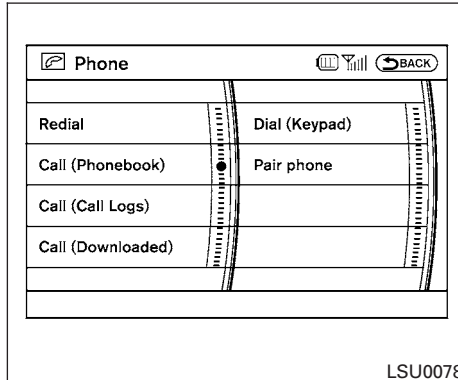 Phone
BACK
Redial
Call (Phonebook)
Call (Call Logs)
Call (Downloaded)
Dial (Keypad)
Pair phone
LSU0078